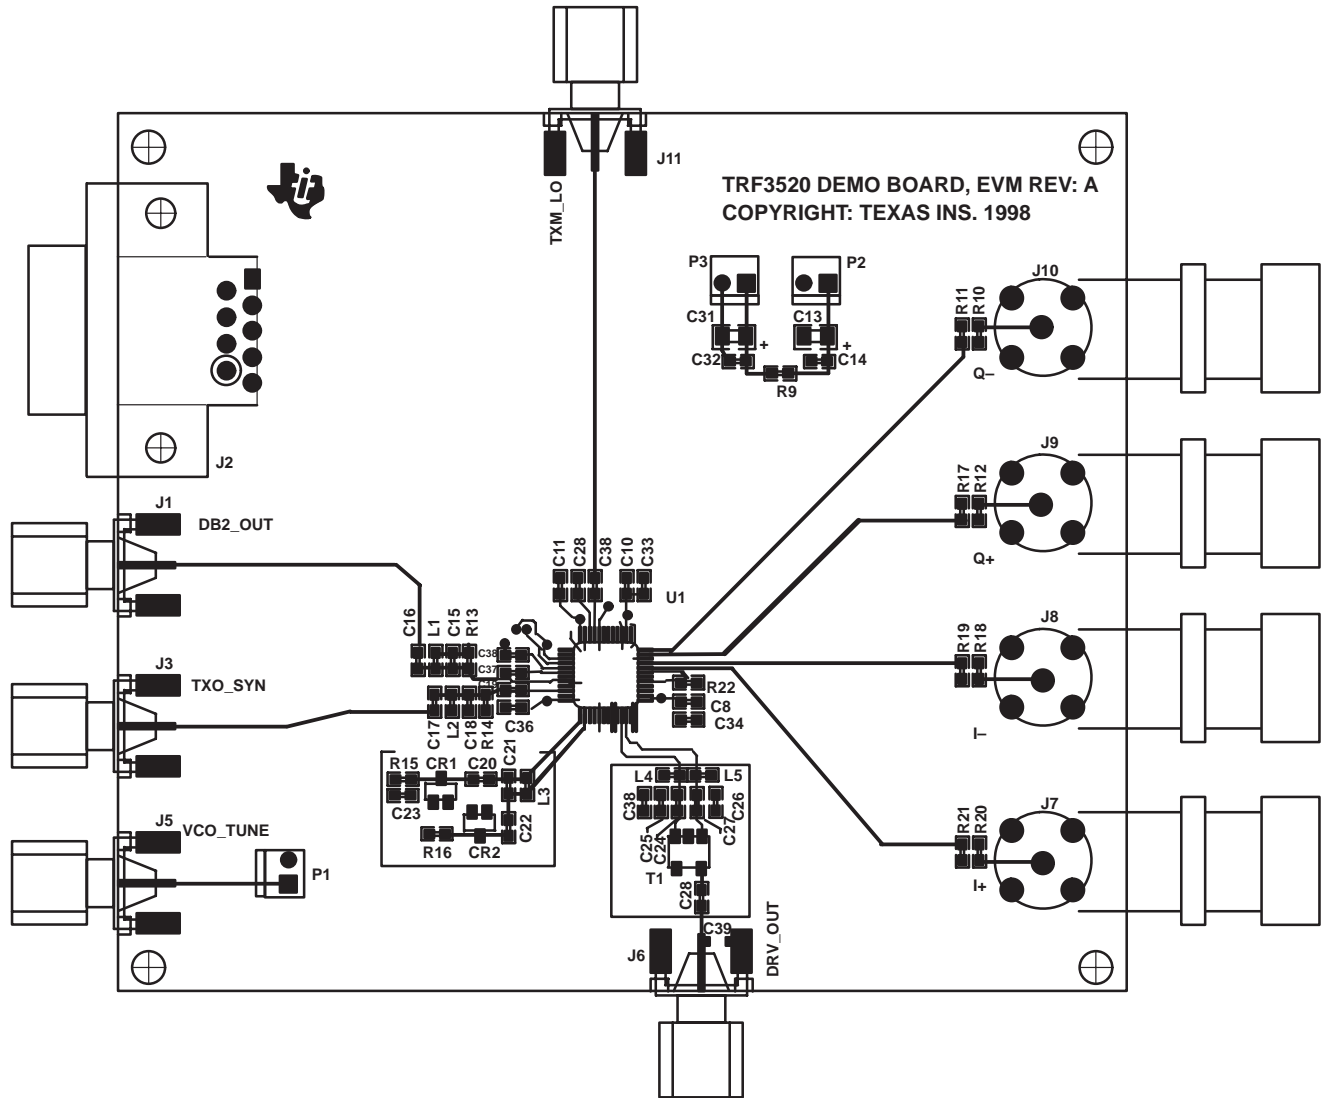 J11
TXM_LO
TRF3520 DEMO BOARD, EVM REV: A
COPYRIGHT: TEXAS INS. 1998
P3
P2
J10
R11
R10
C31
C13
+
+
C32
C14
R9
Q–
J2
J9
R17
R12
J1
DB2_OUT
Q+
C11
C28
C38
C10
C33
U1
C16
L1
C15
R13
J8
R19
R18
C38
C37
J3
TXO_SYN
R22
C8
C34
C36
C17
L2
C18
R14
I–
R15
CR1
C20
C21
L3
C23
C22
R16
CR2
L4
L5
C38
C26
C25
C24
C27
T1
C28
J7
R21
R20
I+
J5
VCO_TUNE
P1
C39
J6
DRV_OUT